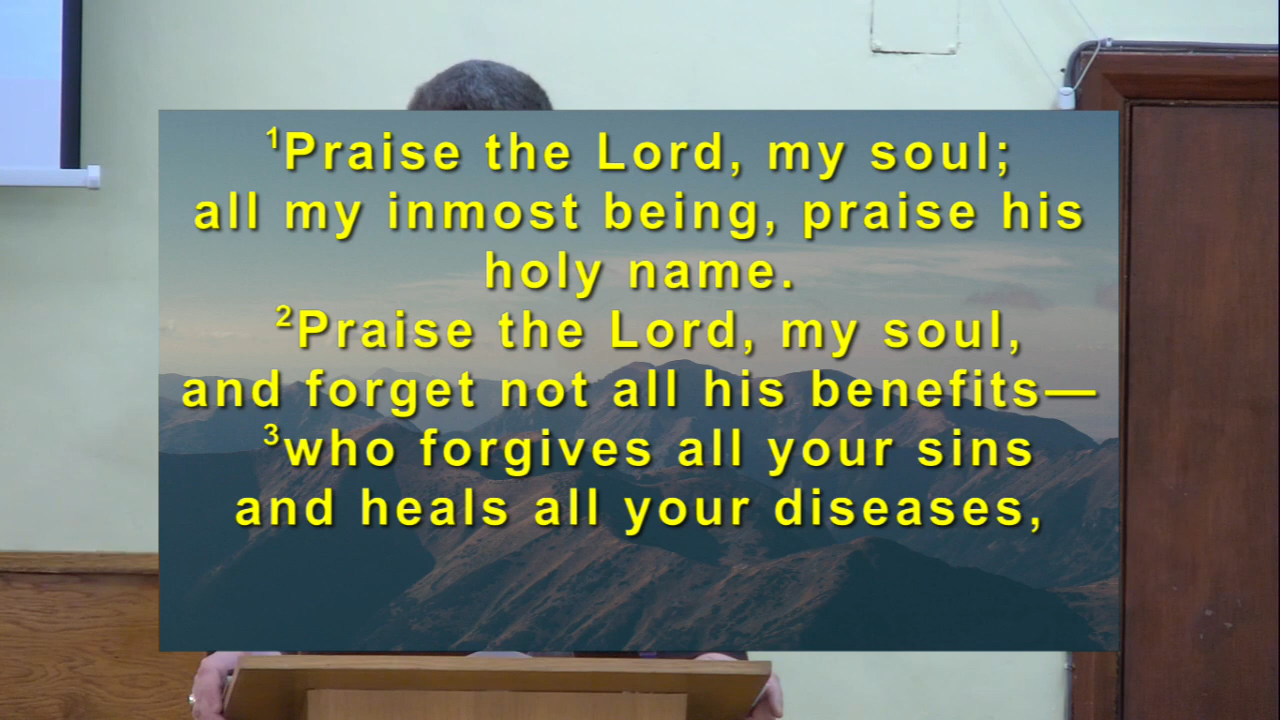 ¹Praise the Lord, my soul;
all my inmost being, praise his
holy name.
²Praise the Lord, my soul,
and forget not all his benefits—
³who forgives all your sins
and heals all your diseases,